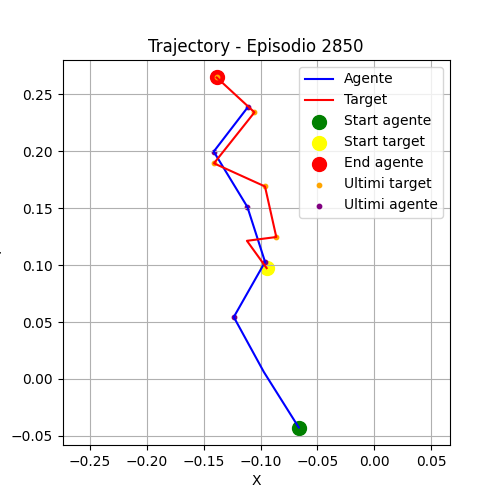 Trajectory - Episodio 2850
Agente
Target
Start agente
Start target
End agente
Ultimi target
Ultimi agente
0.25
0.20
0.15
0.10
0.05
0.00
−0.05
−0.25
−0.20
−0.15
−0.10
−0.05
0.00
0.05
X